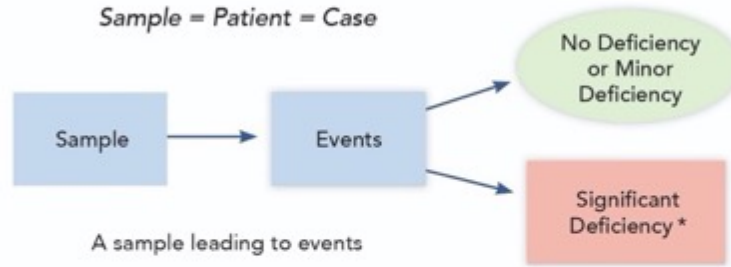 Sample = Patient = Case
No Deficiency
or Minor
Deficiency
Sample
Events
Significant
Deficiency *
A sample leading to events